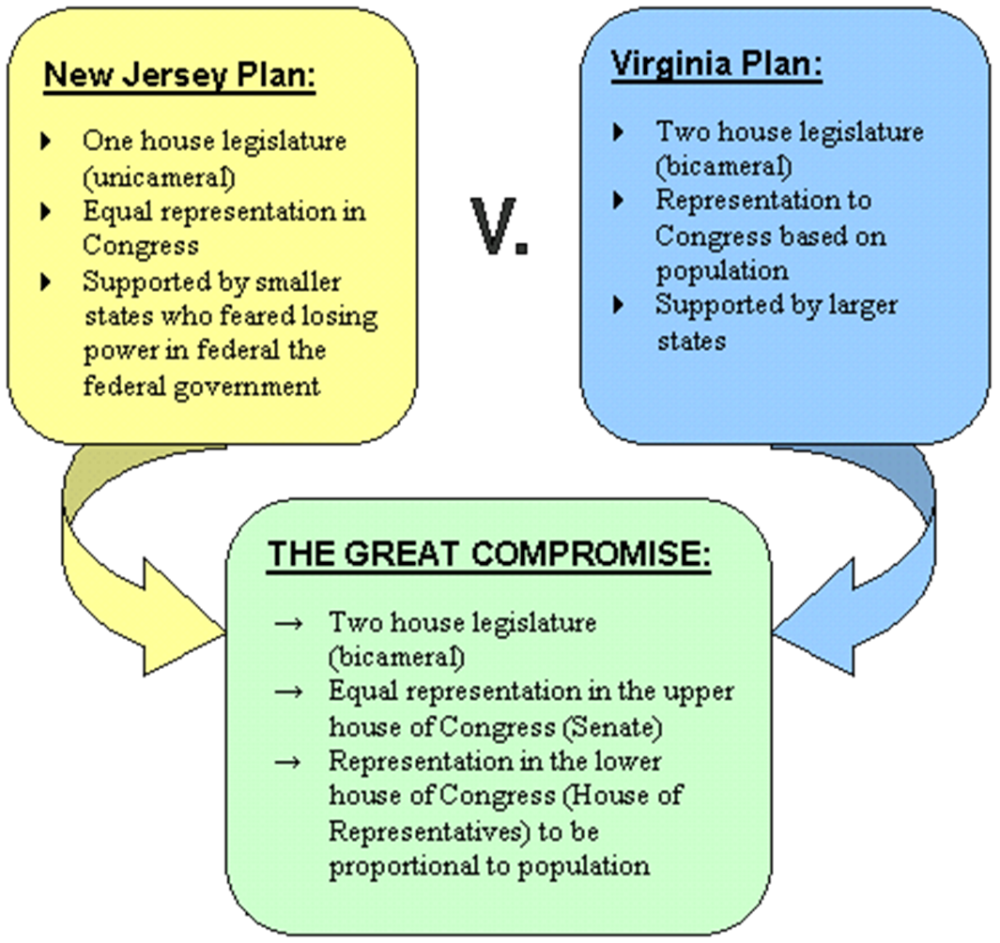 New Jersey Plan:
One house legislature
(unicameral)
Equal representation in
Congress
Supported by smaller
states who feared losing
power in federal the
federal government
V.
Virginia Plan:
Two house legislature
(bicameral)
Representation to
Congress based on
population
Supported by larger
states
THE GREAT COMPROMISE:
→ Two house legislature
(bicameral)
→ Equal representation in the upper
house of Congress (Senate)
→ Representation in the lower
house of Congress (House of
Representatives) to be
proportional to population